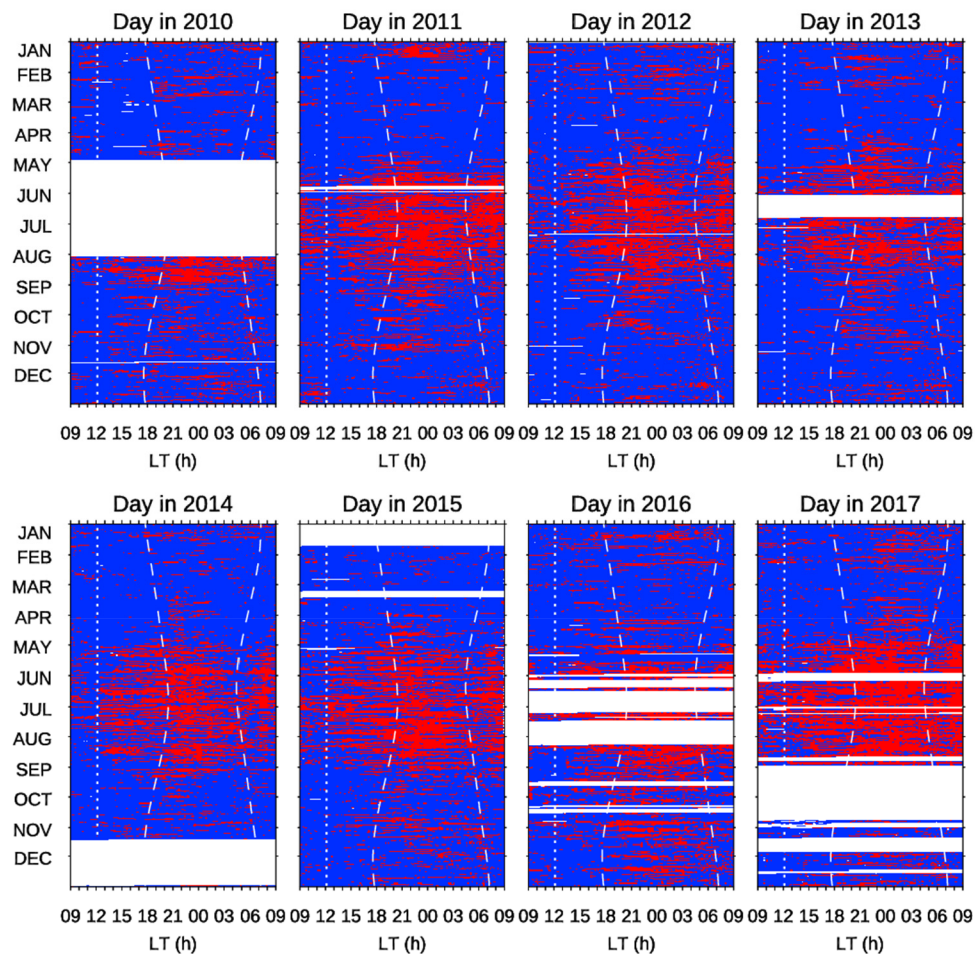 Day in 2010 Day in 2011 Day in 2012 Day in 2013
JAN
FEB
MAR
APR
MAY
JUN
JUL
AUG
SEP
OCT
NOV
DEC
09 12 15 18 21 00 03 06 09 12 15 18 21 00 03 06 09 12 15 18 21 00 03 06 09 12 15 18 21 00 03 06 09
LT (h) LT (h) LT (h) LT (h)
Day in 2014 Day in 2015 Day in 2016 Day in 2017
JAN
FEB
MAR
APR
MAY
JUN
JUL
AUG
SEP
OCT
NOV
DEC
09 12 15 18 21 00 03 06 09 12 15 18 21 00 03 06 09 12 15 18 21 00 03 06 09 12 15 18 21 00 03 06 09
LT (h) LT (h) LT (h) LT (h)